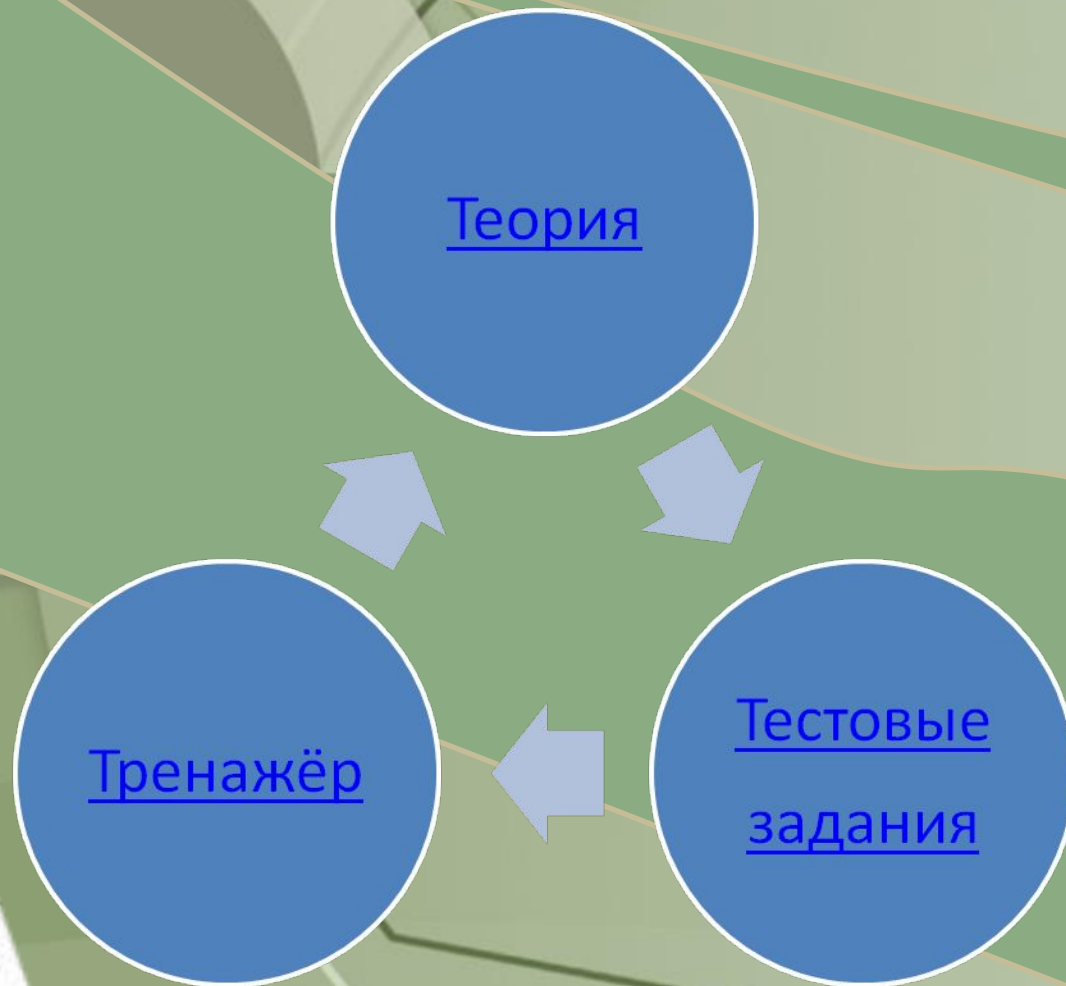 Теория
Тренажёр
Тестовые
задания